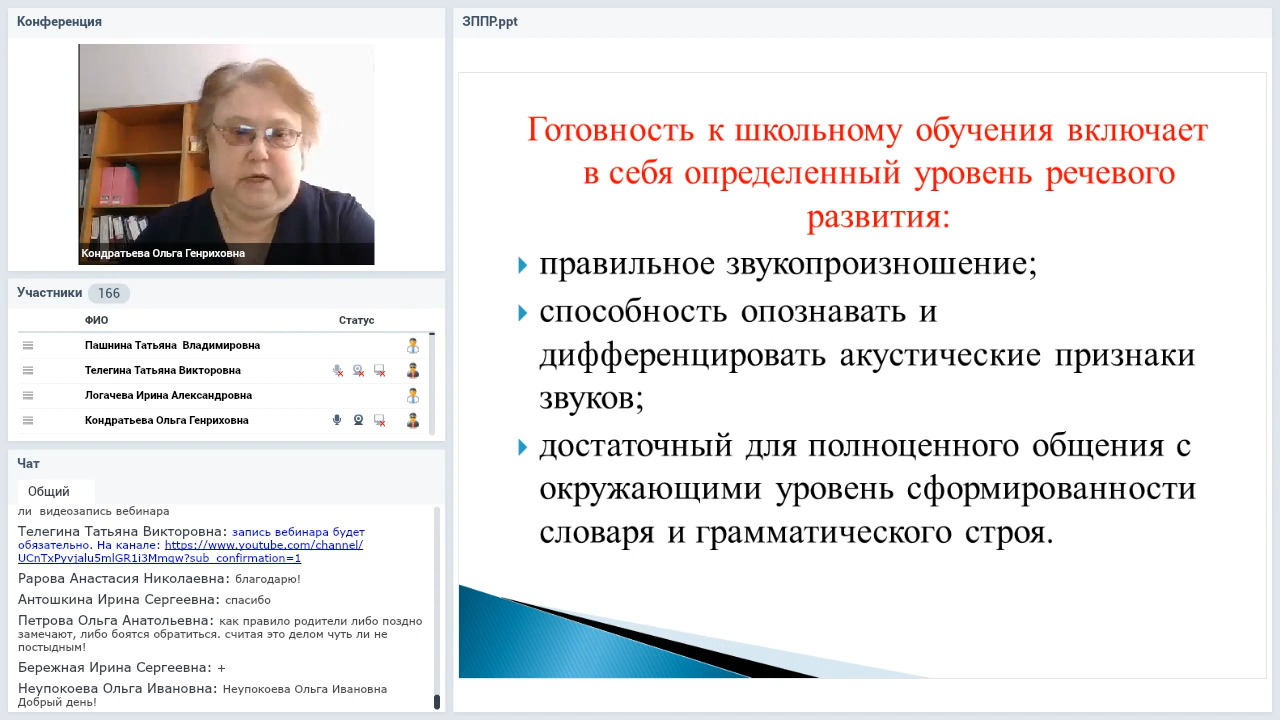 Конференция
Кондратьева Ольга Генриховна
Участники 166
ФИО Статус
Пашнина Татьяна Владимировна
Телегина Татьяна Викторовна
Логачева Ирина Александровна
Кондратьева Ольга Генриховна
Чат
Общий
ли видеозапись вебинара
Телегина Татьяна Викторовна: запись вебинара будет
обязательно. На канале: https://www.youtube.com/channel/
UCnTxPyvjalu5mlGR1i3Mmqw?sub_confirmation=1
Рарова Анастасия Николаевна: благодарю!
Антошкина Ирина Сергеевна: спасибо
Петрова Ольга Анатольевна: как правило родители либо поздно
замечают, либо боятся обратиться. считая это делом чуть ли не
постыдным!
Бережная Ирина Сергеевна: +
Неупокоева Ольга Ивановна: Неупокоева Ольга Ивановна
Добрый день!
ЗППР.ppt
Готовность к школьному обучения включает
в себя определенный уровень речевого
развития:
правильное звукопроизношение;
способность опознавать и
дифференцировать акустические признаки
звуков;
достаточный для полноценного общения с
окружающими уровень сформированности
словаря и грамматического строя.